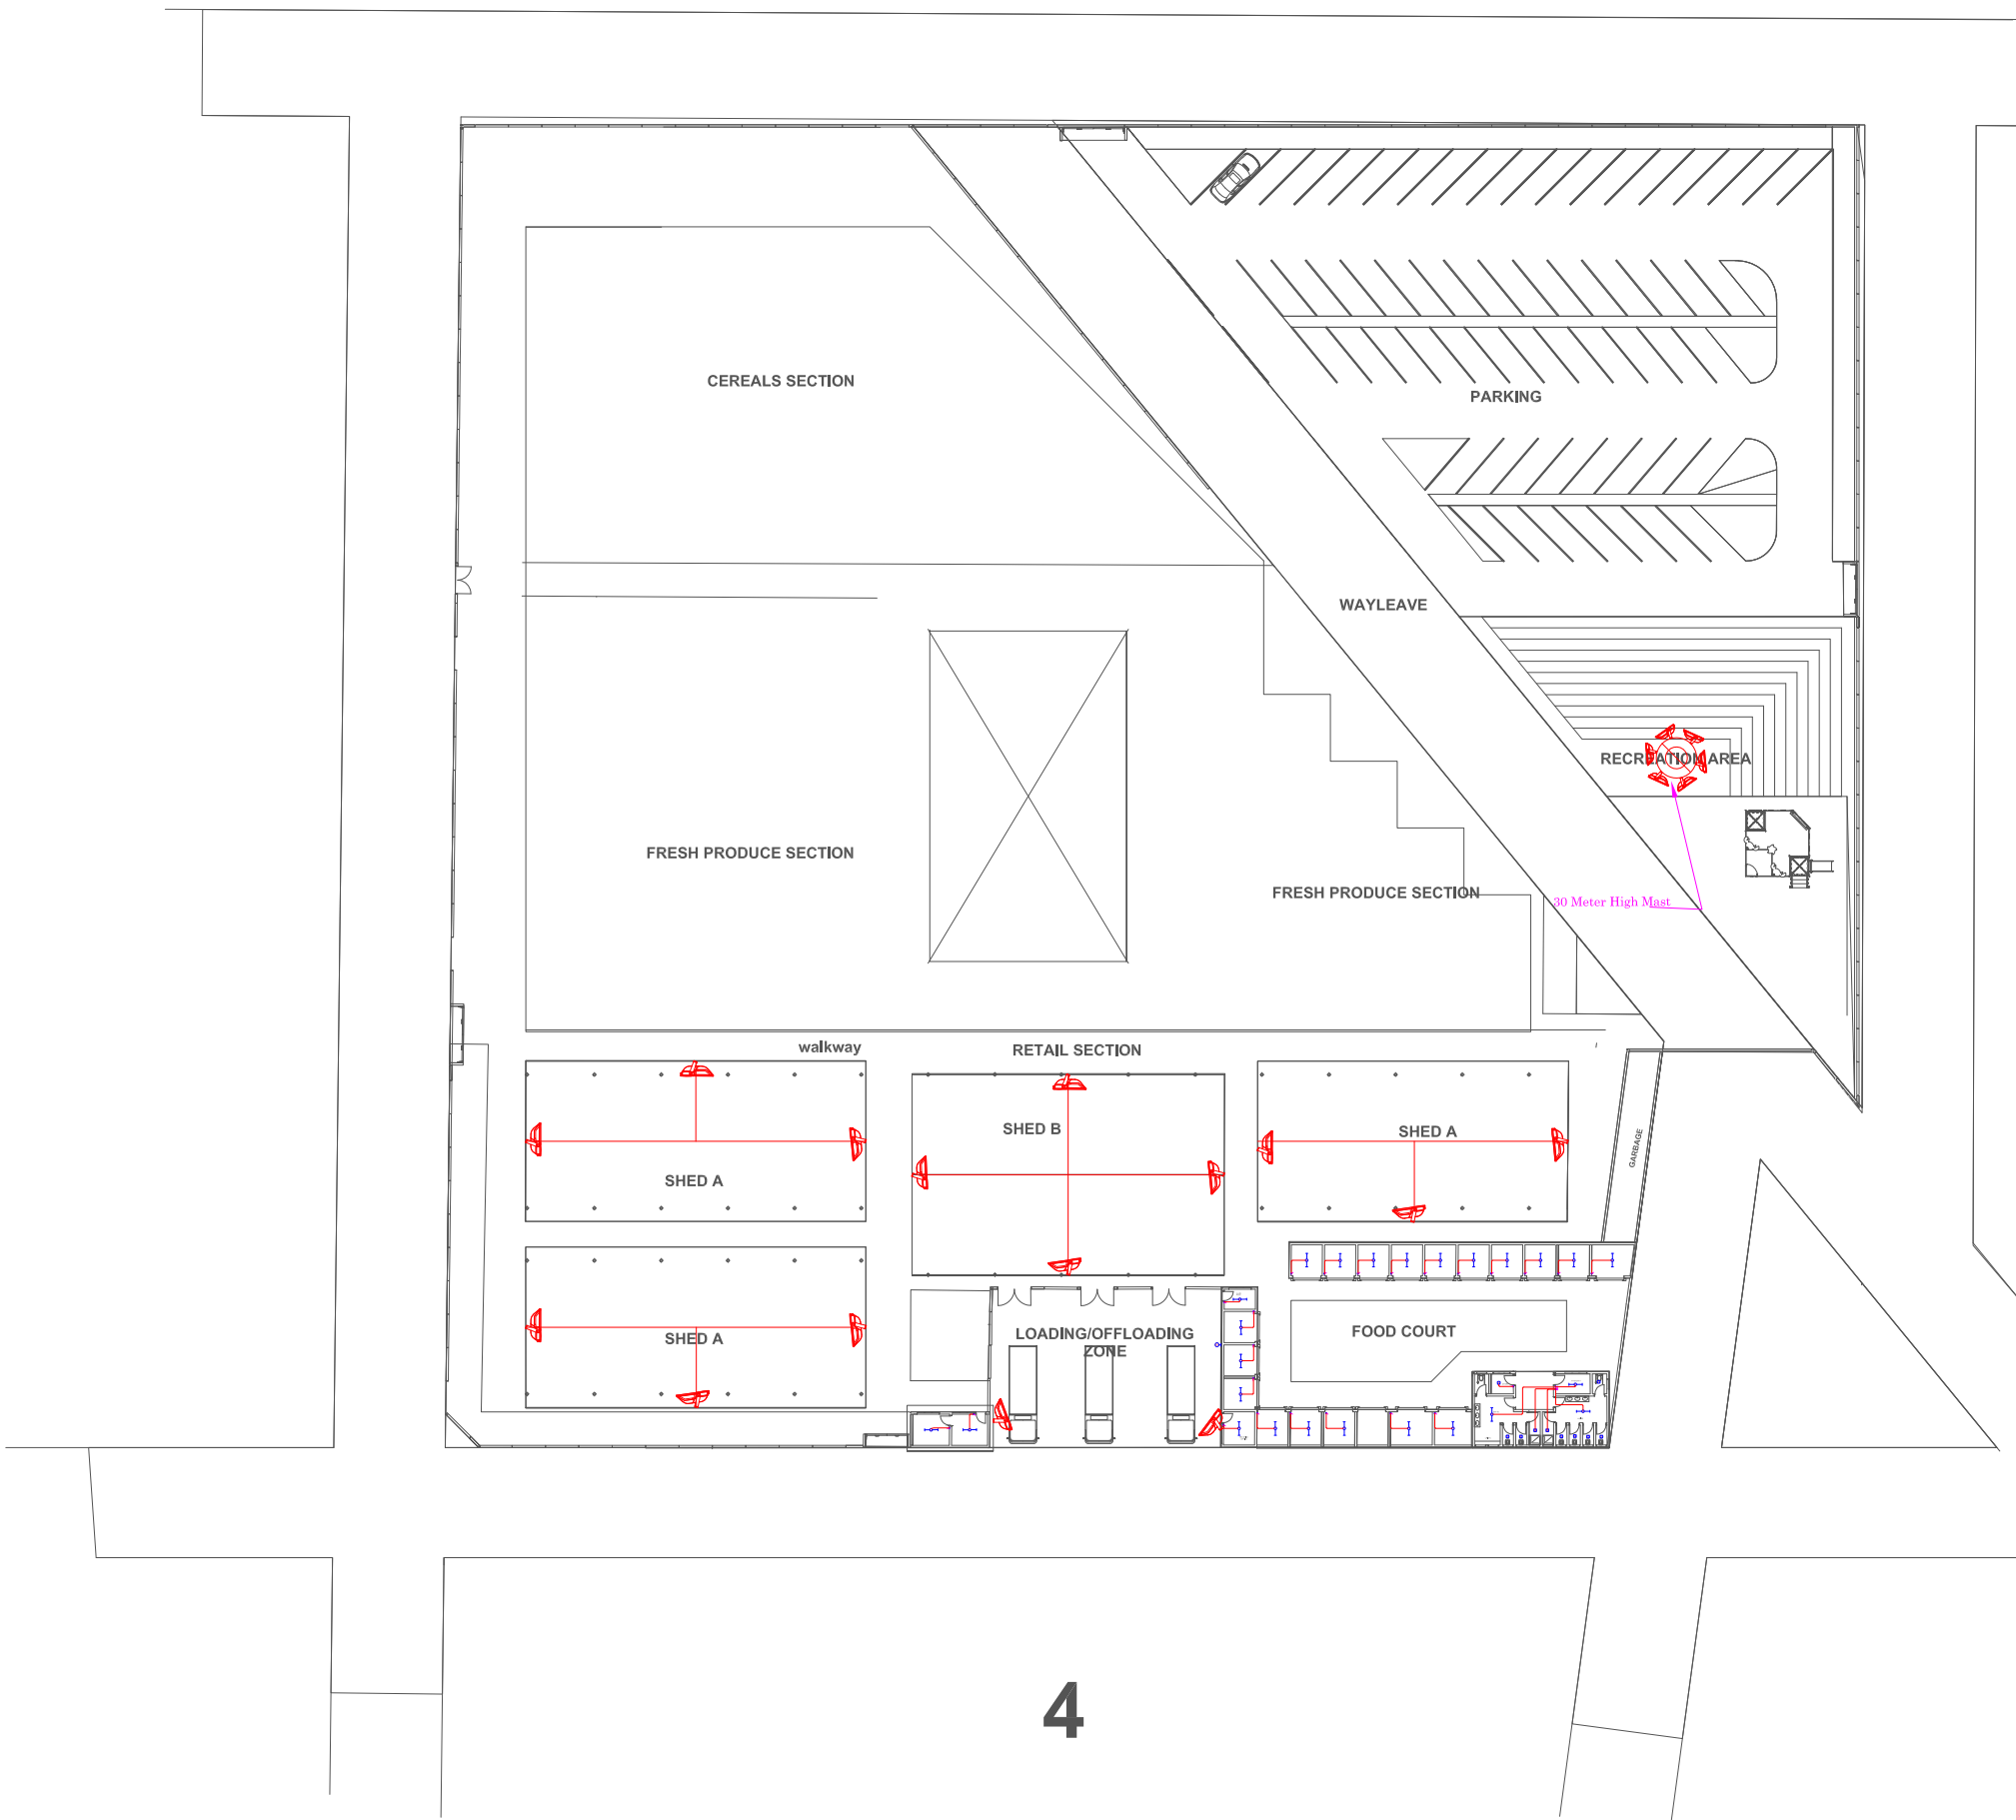 CEREALS SECTION
PARKING
WAYLEAVE
RECREATION AREA
FRESH PRODUCE SECTION
FRESH PRODUCE SECTION
30 Meter High Mast
walkway
RETAIL SECTION
SHED B
SHED A
GARBAGE
SHED A
SHED A
LOADING/OFFLOADING
ZONE
FOOD COURT
4